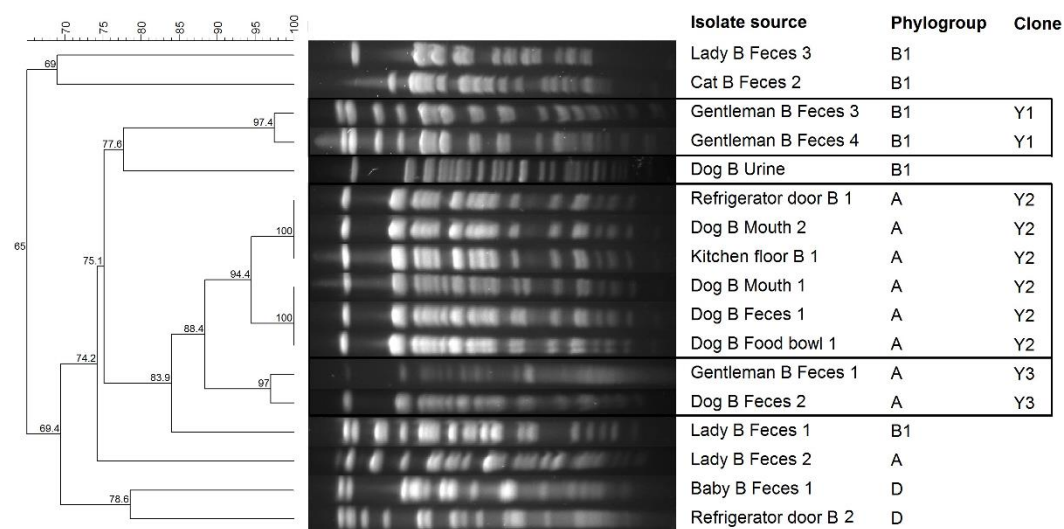 70 75 80 85 90 95 100
Isolate source Phylogroup Clone
69 Lady B Feces 3 B1
Cat B Feces 2 B1
97.4 Gentleman B Feces 3 B1 Y1
77.6 Gentleman B Feces 4 B1 Y1
Dog B Urine B1
Refrigerator door B 1 A Y2
100 Dog B Mouth 2 A Y2
65 75.1 94.4 Kitchen floor B 1 A Y2
Dog B Mouth 1 A Y2
88.4 100 Dog B Feces 1 A Y2
74.2 Dog B Food bowl 1 A Y2
83.9 97 Gentleman B Feces 1 A Y3
Dog B Feces 2 A Y3
69.4 Lady B Feces 1 B1
Lady B Feces 2 A
78.6 Baby B Feces 1 D
Refrigerator door B 2 D